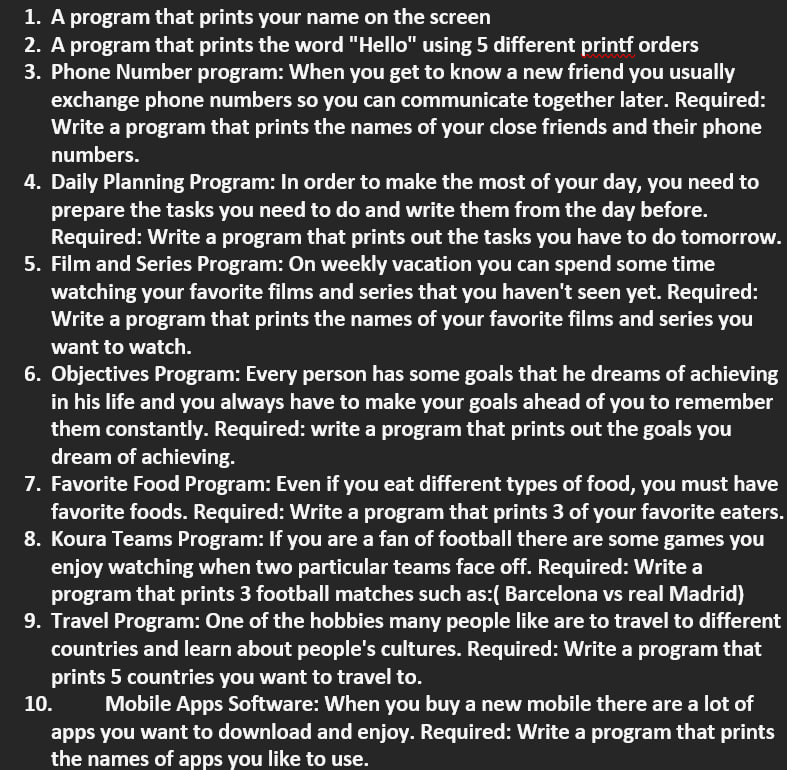 1. A program that prints your name on the screen
2. A program that prints the word "Hello" using 5 different printf orders
3. Phone Number program: When you get to know a new friend you usually
exchange phone numbers so you can communicate together later. Required:
Write a program that prints the names of your close friends and their phone
numbers.
4. Daily Planning Program: In order to make the most of your day, you need to
prepare the tasks you need to do and write them from the day before.
Required: Write a program that prints out the tasks you have to do tomorrow.
5. Film and Series Program: On weekly vacation you can spend some time
watching your favorite films and series that you haven't seen yet. Required:
Write a program that prints the names of your favorite films and series you
want to watch.
6. Objectives Program: Every person has some goals that he dreams of achieving
in his life and you always have to make your goals ahead of you to remember
them constantly. Required: write a program that prints out the goals you
dream of achieving.
7. Favorite Food Program: Even if you eat different types of food, you must have
favorite foods. Required: Write a program that prints 3 of your favorite eaters.
8. Koura Teams Program: If you are a fan of football there are some games you
enjoy watching when two particular teams face off. Required: Write a
program that prints 3 football matches such as:( Barcelona vs real Madrid)
9. Travel Program: One of the hobbies many people like are to travel to different
countries and learn about people's cultures. Required: Write a program that
prints 5 countries you want to travel to.
10. Mobile Apps Software: When you buy a new mobile there are a lot of
apps you want to download and enjoy. Required: Write a program that prints
the names of apps you like to use.